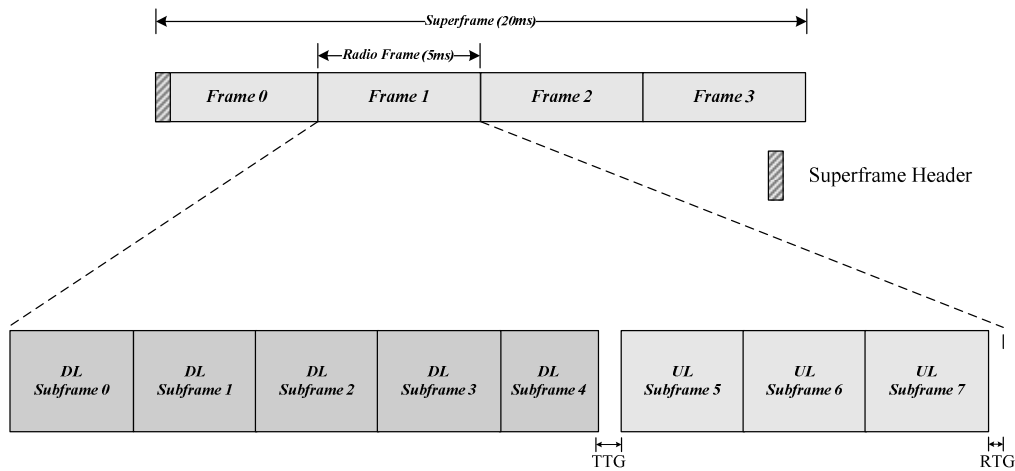 Superframe (20ms)
Radio Frame (5ms)
Frame 0
Frame 1
Frame 2
Frame 3
Superframe Header
DL
Subframe 0
DL
Subframe 1
DL
Subframe 2
DL
Subframe 3
DL
Subframe 4
UL
Subframe 5
UL
Subframe 6
UL
Subframe 7
TTG
RTG